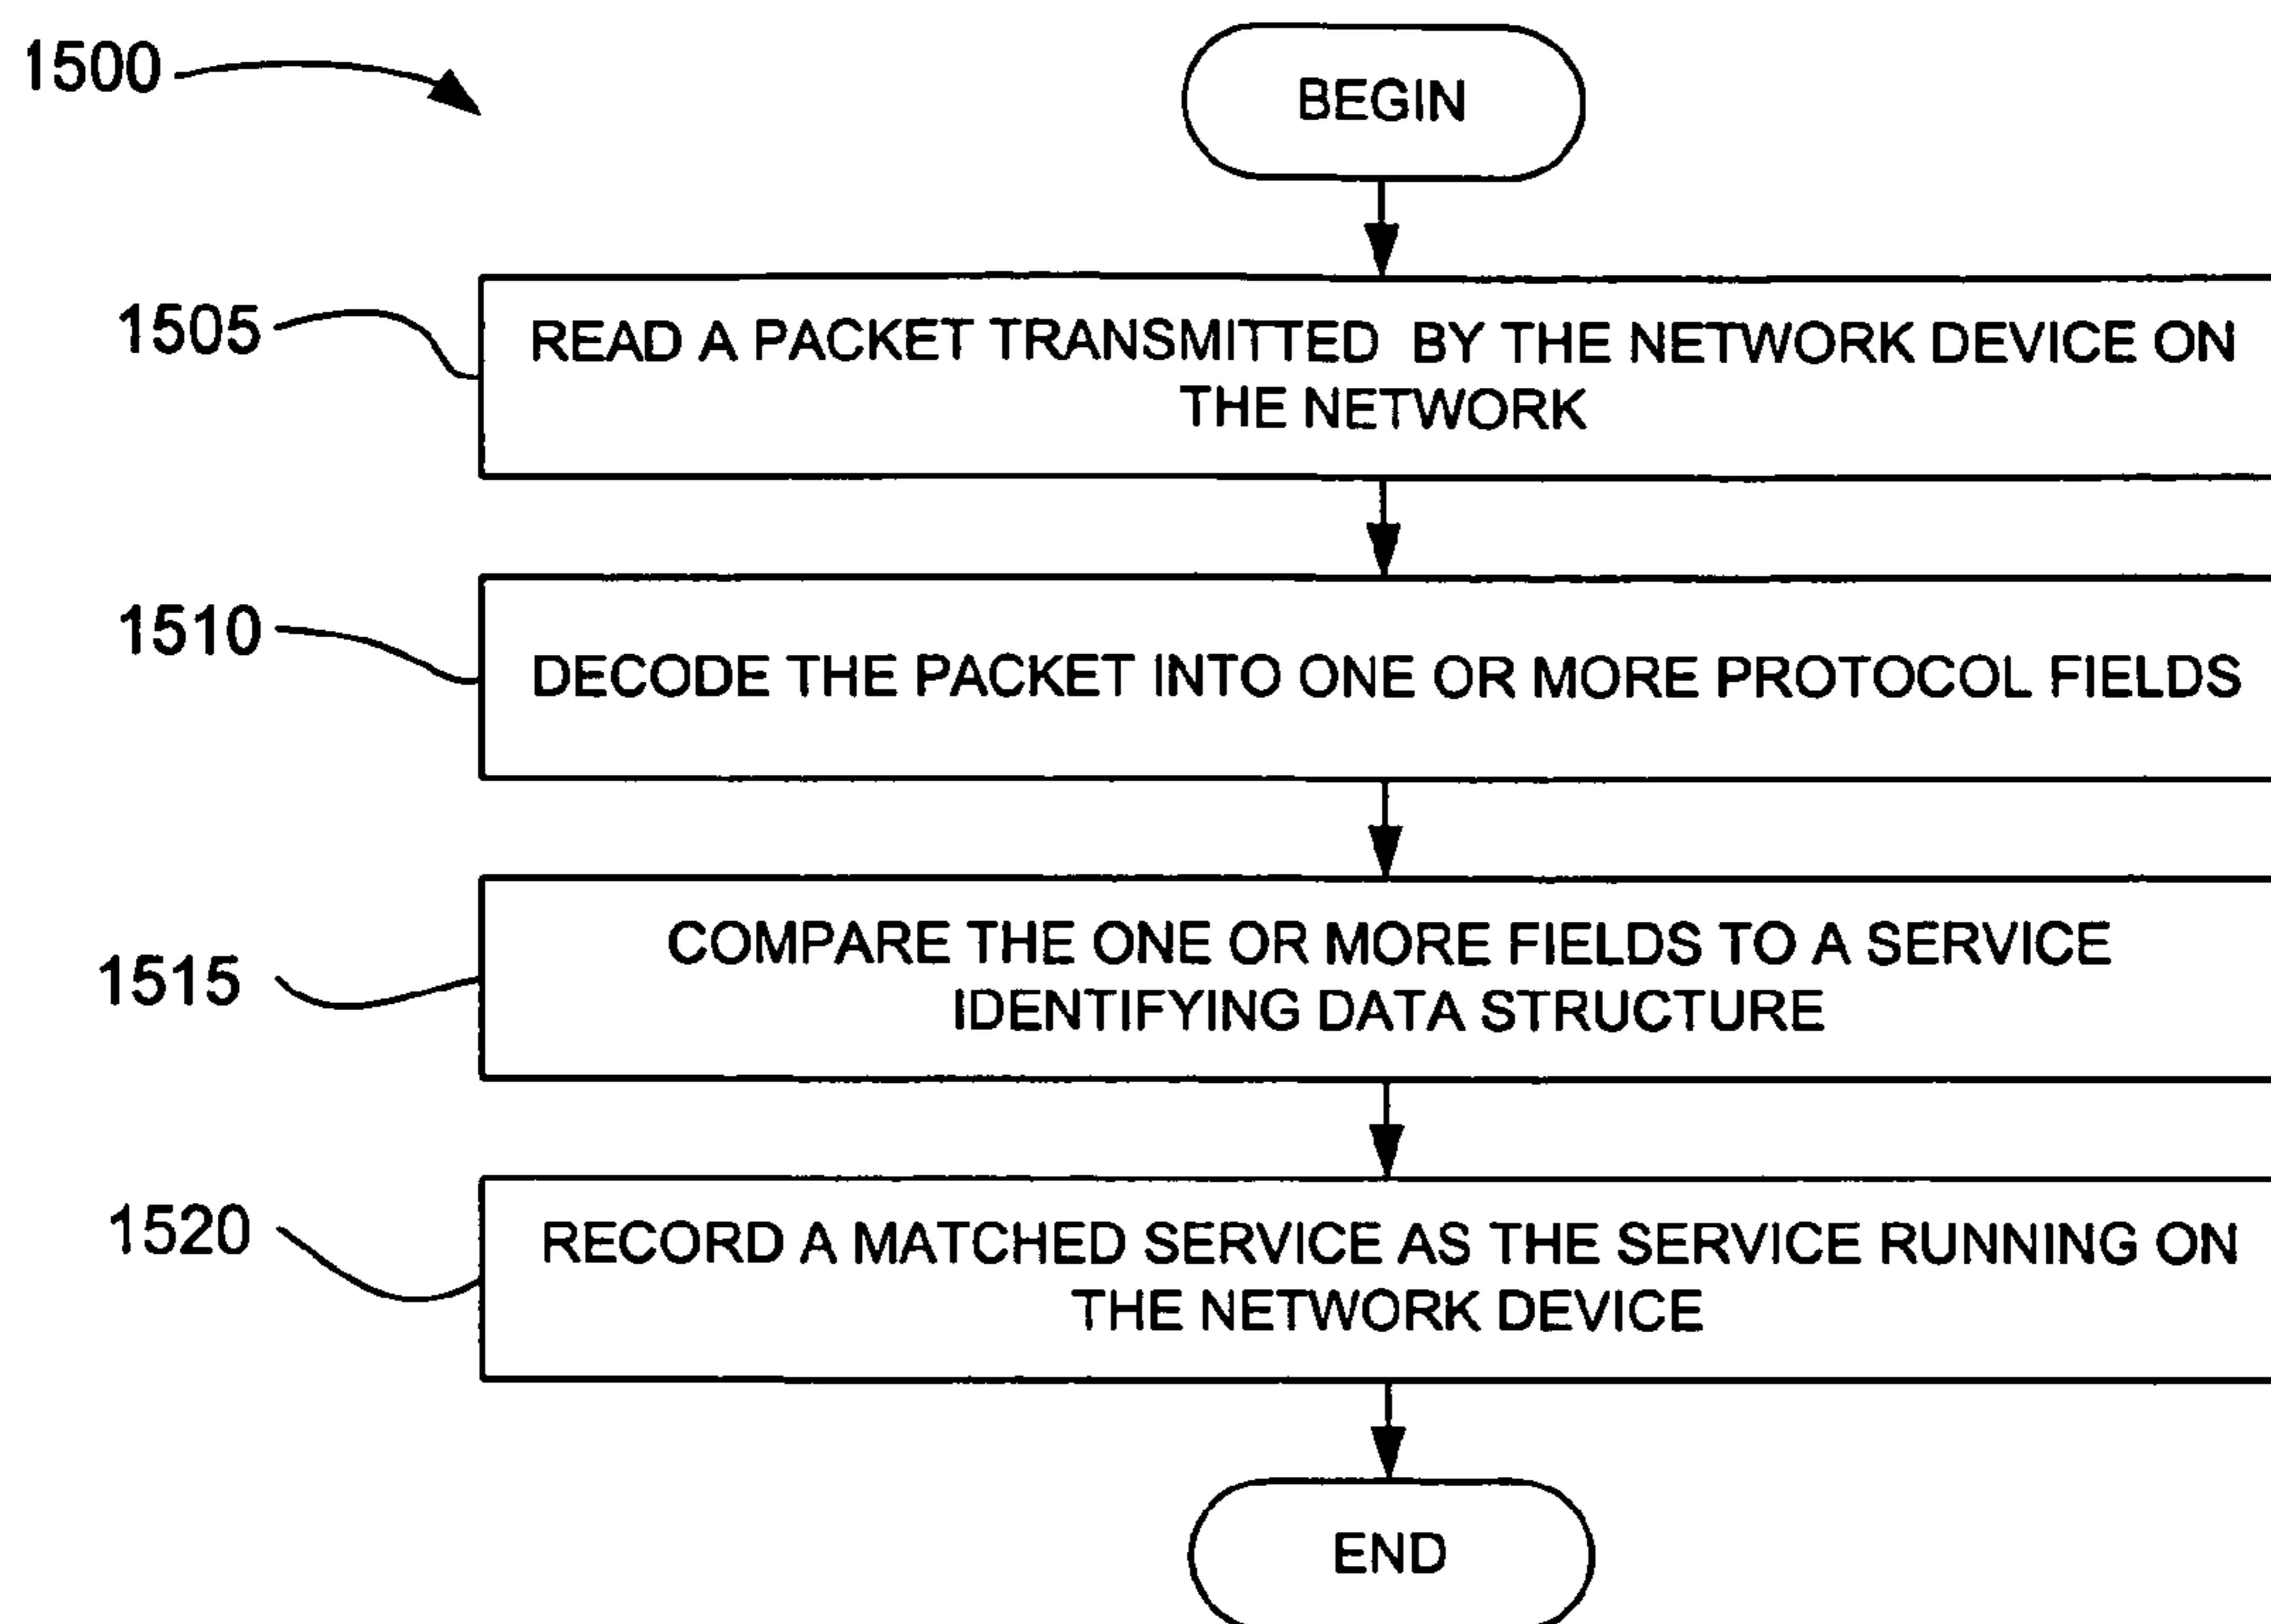 1500
BEGIN
1505
READ A PACKET TRANSMITTED BY THE NETWORK DEVICE ON
THE NETWORK
1510
DECODE THE PACKET INTO ONE OR MORE PROTOCOL FIELDS
1515
COMPARE THE ONE OR MORE FIELDS TO A SERVICE
IDENTIFYING DATA STRUCTURE
1520
RECORD A MATCHED SERVICE AS THE SERVICE RUNNING ON
THE NETWORK DEVICE
END